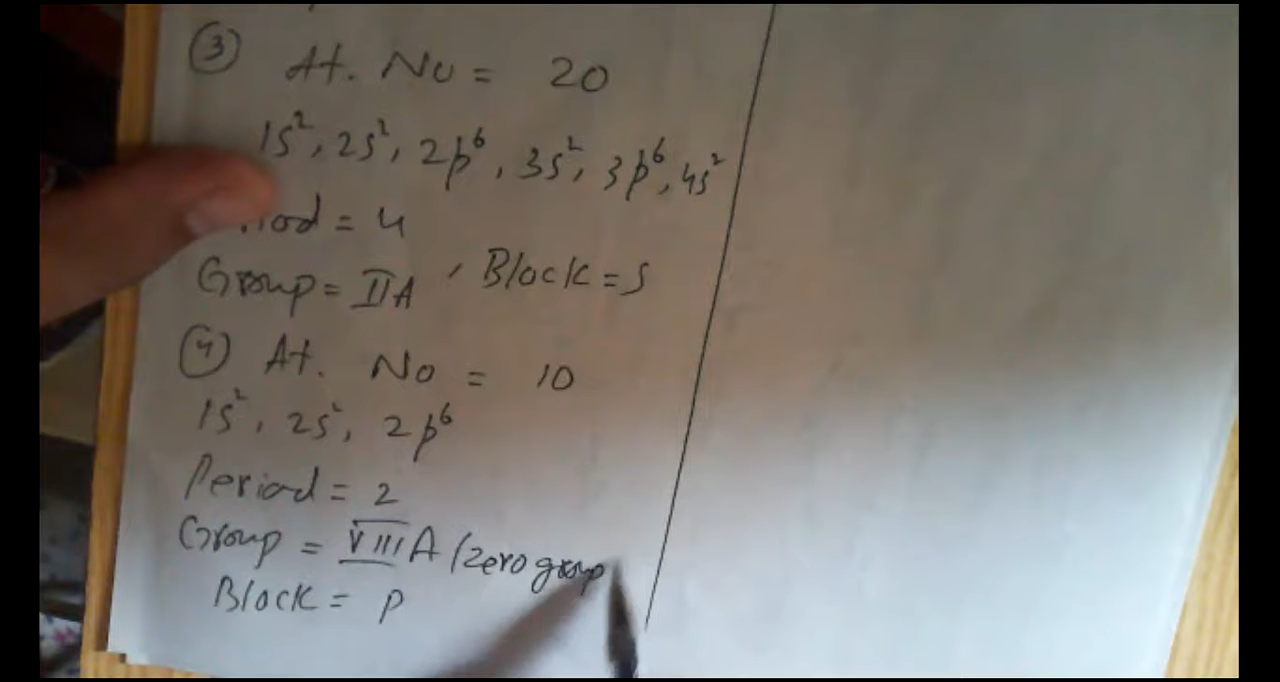 ③ At. No = 20
1s², 2s², 2p⁶, 3s², 3p⁶, 4s²
= 4
Group = IIA , Block = S
④ At. No = 10
1s², 2s², 2p⁶
Period = 2
Group = VIIIA (zero group
Block = P